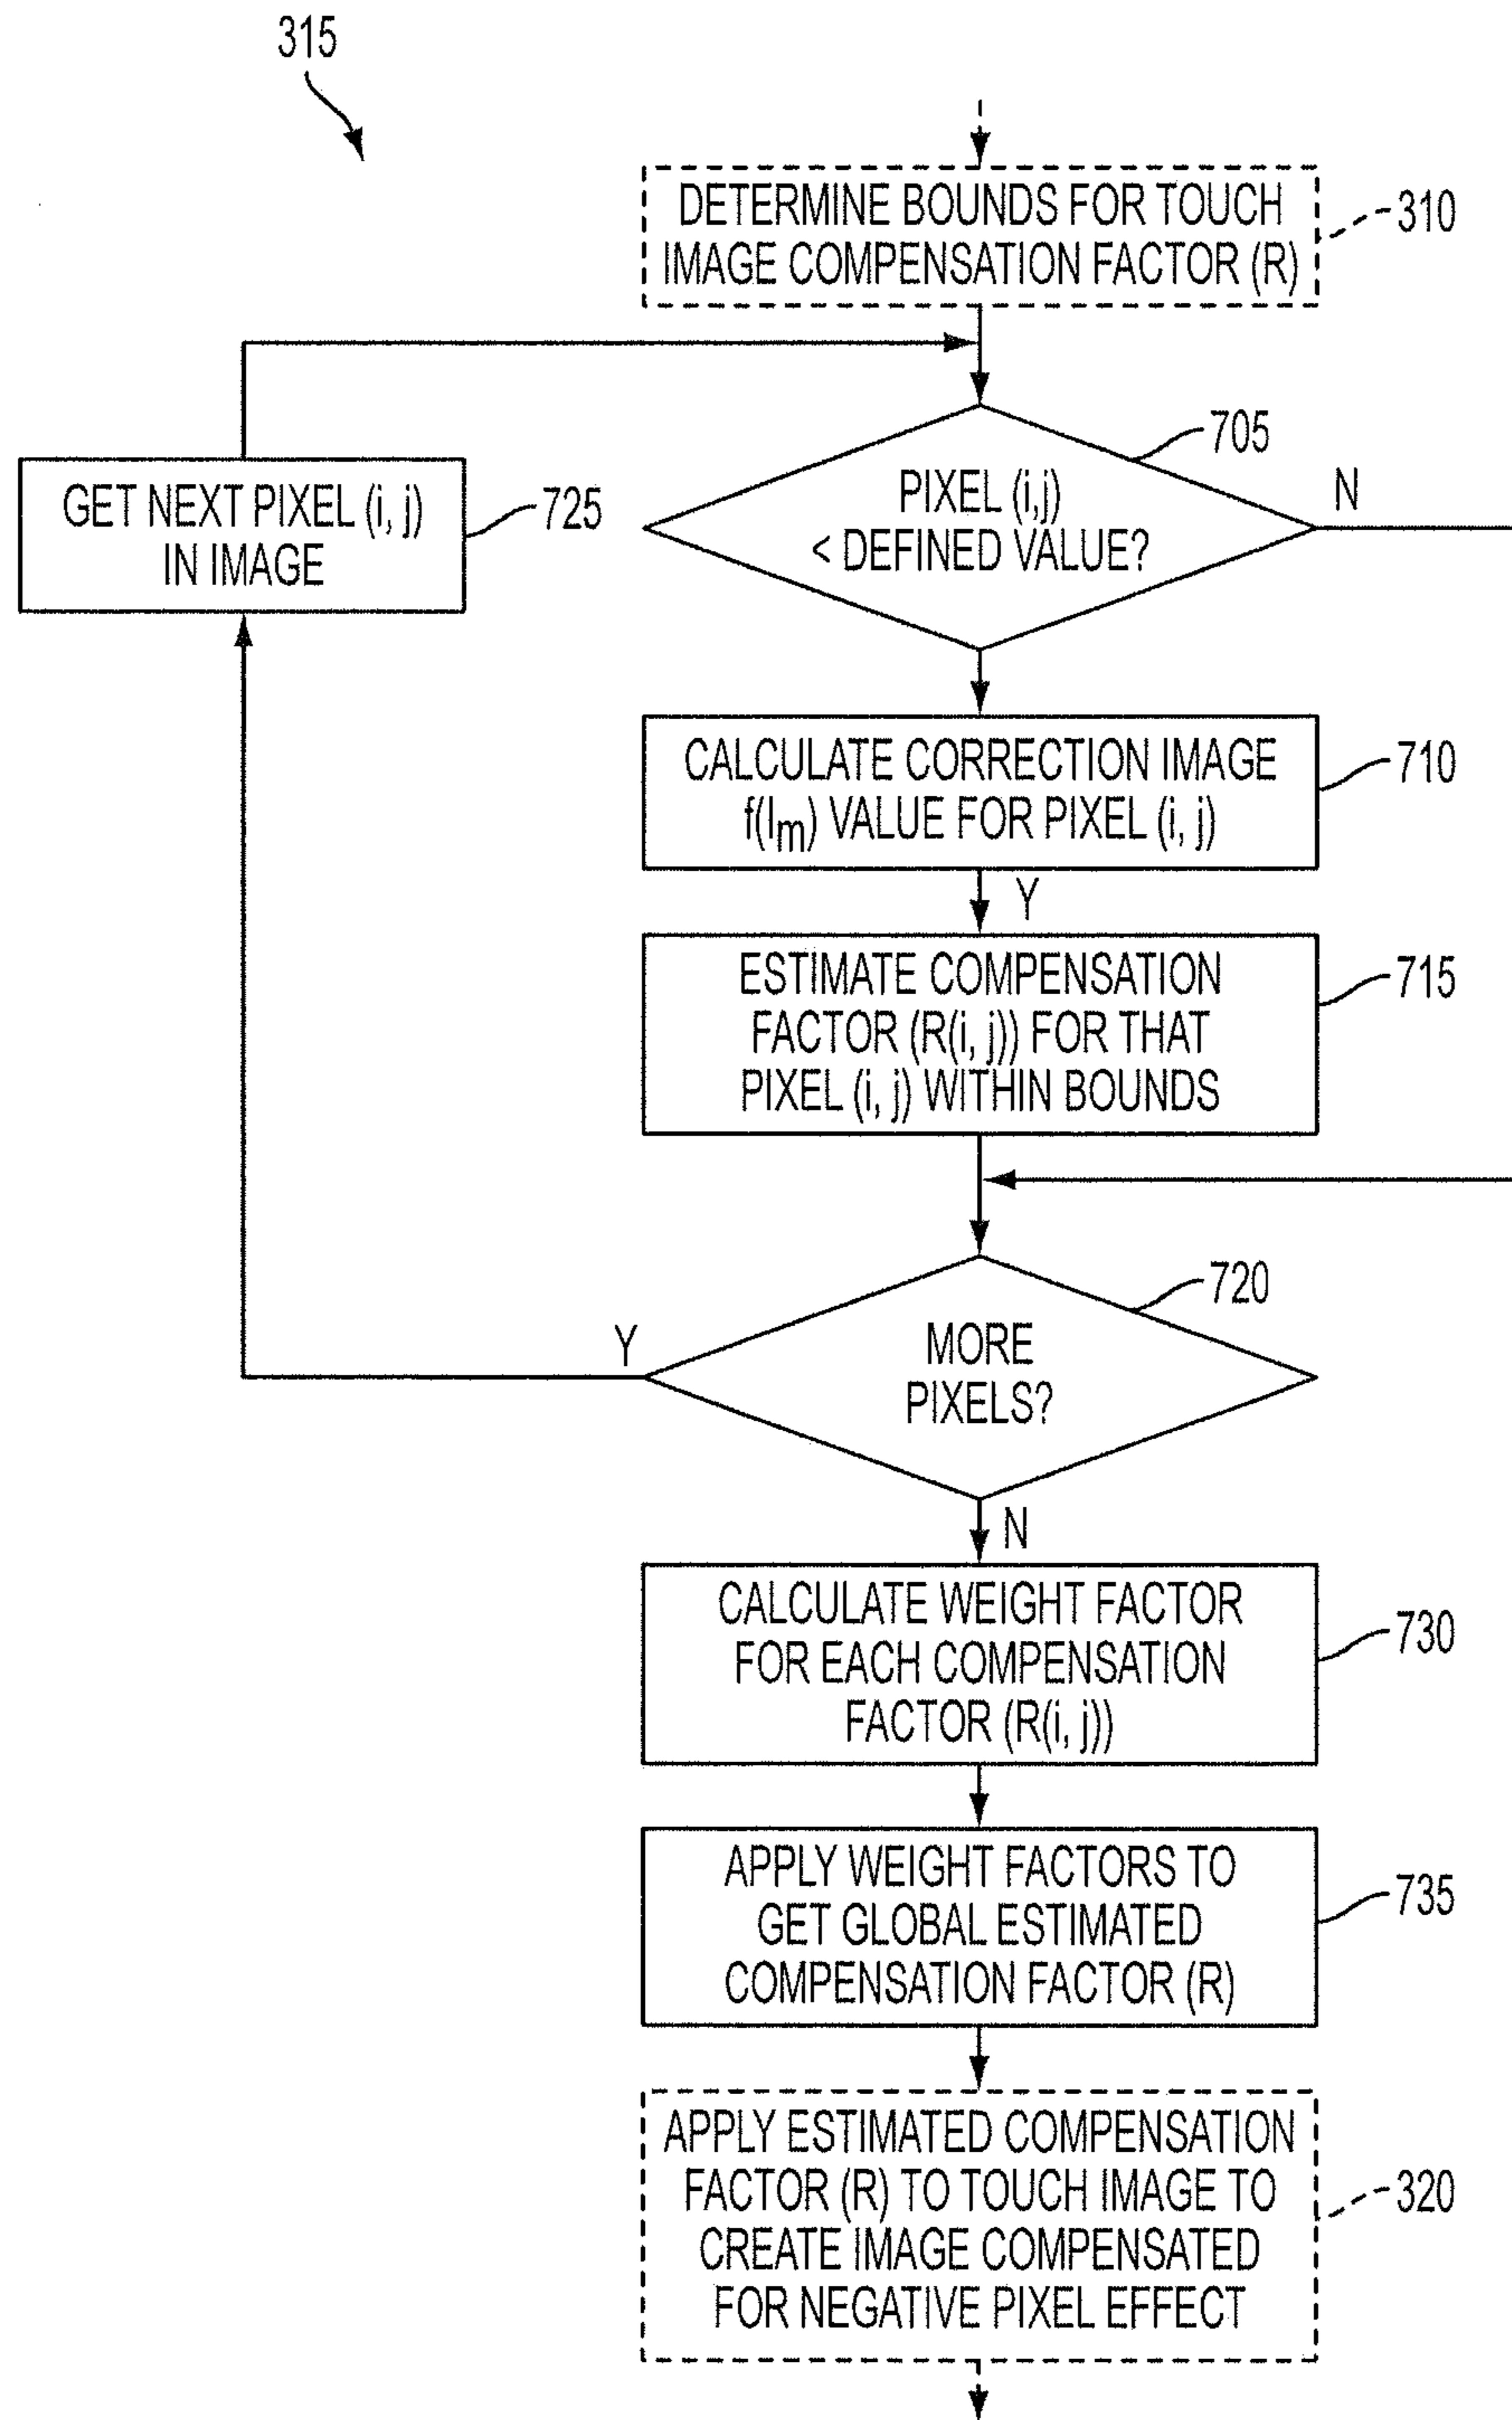 315
DETERMINE BOUNDS FOR TOUCH
IMAGE COMPENSATION FACTOR (R)
310
PIXEL (i,j)
< DEFINED VALUE?
705
N
GET NEXT PIXEL (i, j)
IN IMAGE
725
CALCULATE CORRECTION IMAGE
f(Im) VALUE FOR PIXEL (i, j)
710
Y
ESTIMATE COMPENSATION
FACTOR (R(i, j)) FOR THAT
PIXEL (i, j) WITHIN BOUNDS
715
MORE
PIXELS?
720
Y
N
CALCULATE WEIGHT FACTOR
FOR EACH COMPENSATION
FACTOR (R(i, j))
730
APPLY WEIGHT FACTORS TO
GET GLOBAL ESTIMATED
COMPENSATION FACTOR (R)
735
APPLY ESTIMATED COMPENSATION
FACTOR (R) TO TOUCH IMAGE TO
CREATE IMAGE COMPENSATED
FOR NEGATIVE PIXEL EFFECT
320